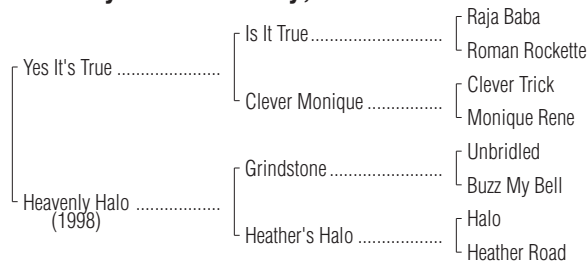 Raja Baba
Is It True
Roman Rockette
Yes It's True
Clever Trick
Clever Monique
Monique Rene
Unbridled
Grindstone
Buzz My Bell
Heavenly Halo
(1998)
Halo
Heather's Halo
Heather Road